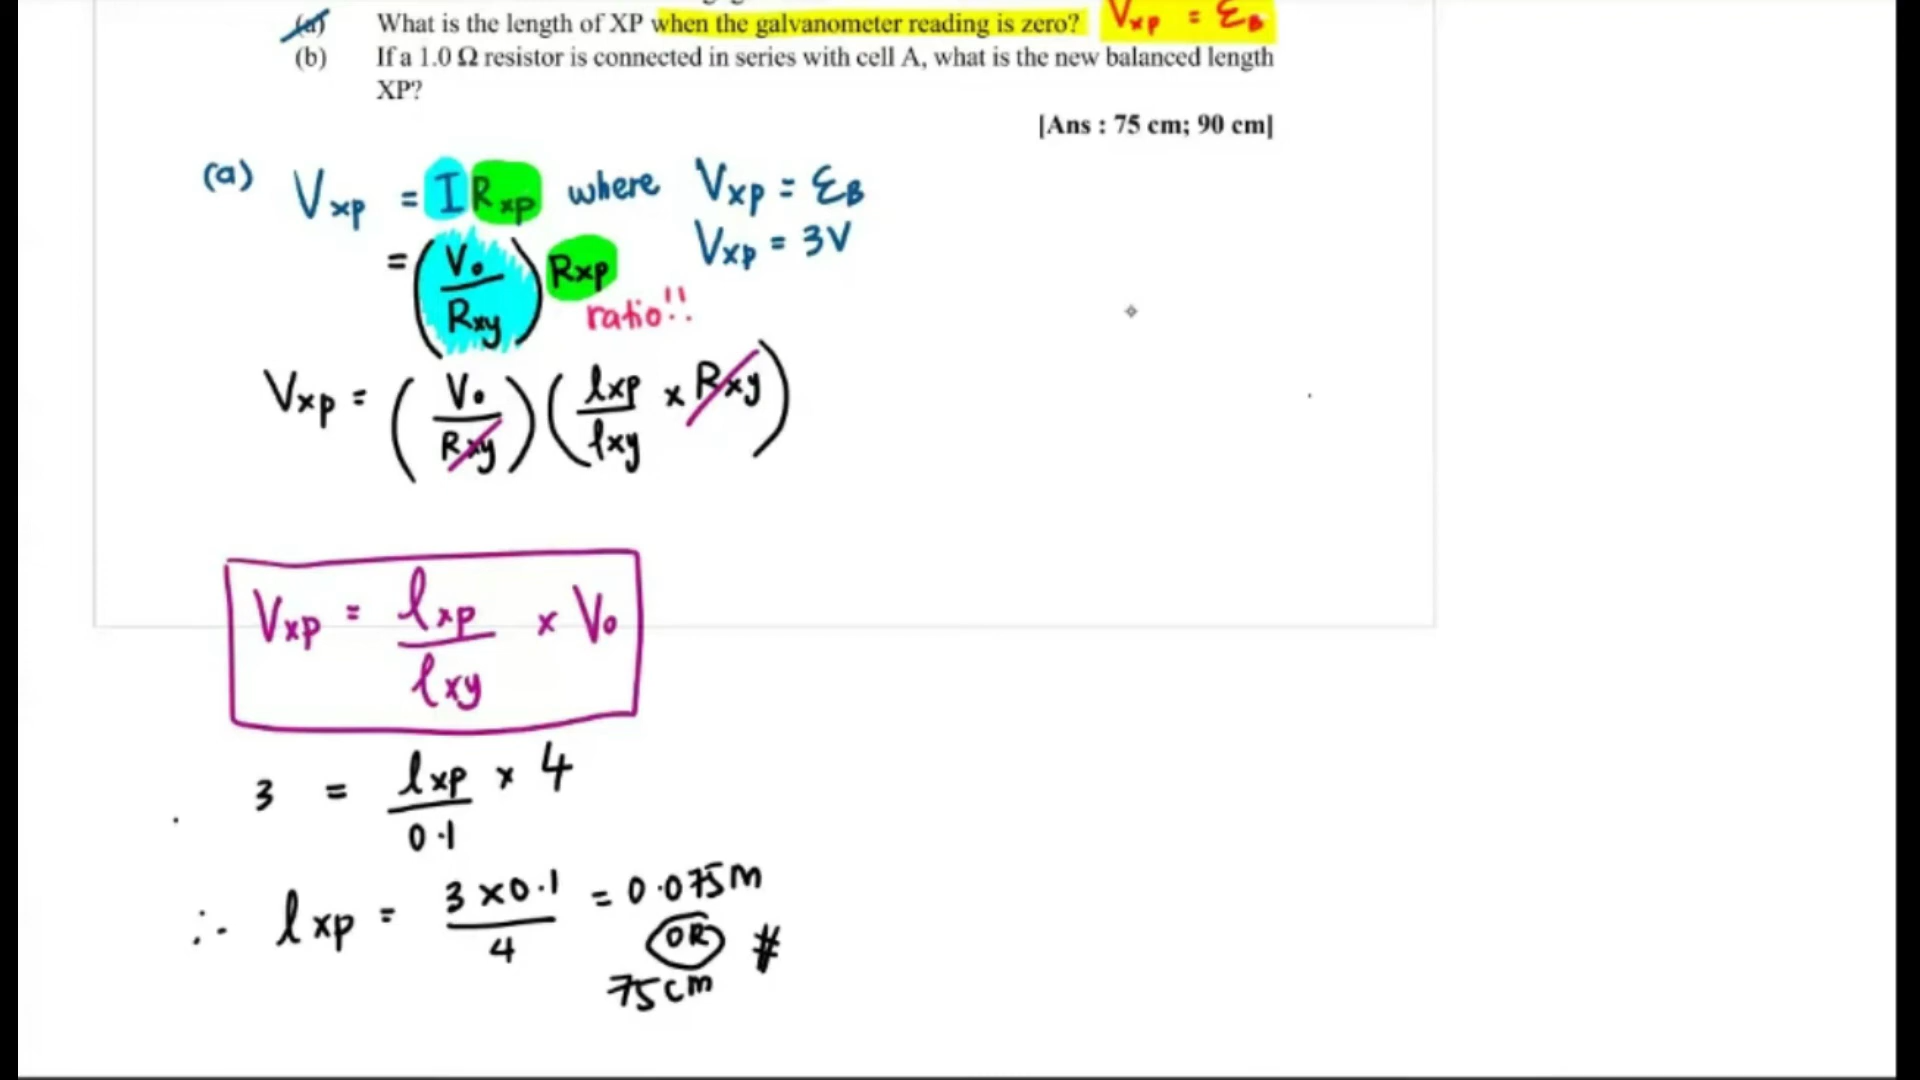 (a) What is the length of XP when the galvanometer reading is zero? Vxp = ℰB
(b) If a 1.0 Ω resistor is connected in series with cell A, what is the new balanced length
XP?
[Ans : 75 cm; 90 cm]
(a) Vxp = I Rxp where Vxp = ℰB
= (V₀ / Rxy) Rxp Vxp = 3V
ratio!!
Vxp = (V₀ / Rxy) (lxp / lxy × Rxy)
Vxp = lxp / lxy × V₀
3 = lxp / 0.1 × 4
∴ lxp = 3 × 0.1 / 4 = 0.075m
OR #
75cm